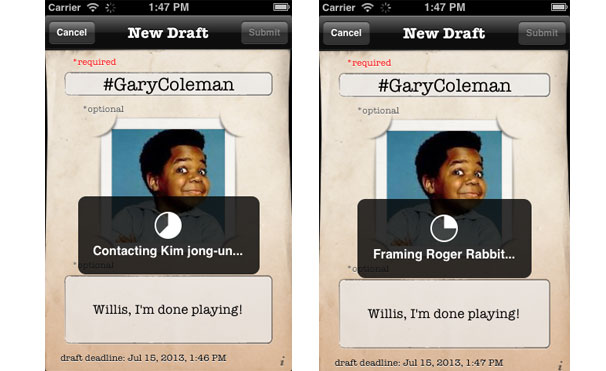 Carrier 1:47 PM
Cancel New Draft Submit
*required
#GaryColeman
*optional
Contacting Kim jong-un...
*optional
Willis, I'm done playing!
draft deadline: Jul 15, 2013, 1:46 PM i
Carrier 1:47 PM
Cancel New Draft Submit
*required
#GaryColeman
*optional
Framing Roger Rabbit...
*optional
Willis, I'm done playing!
draft deadline: Jul 15, 2013, 1:47 PM i